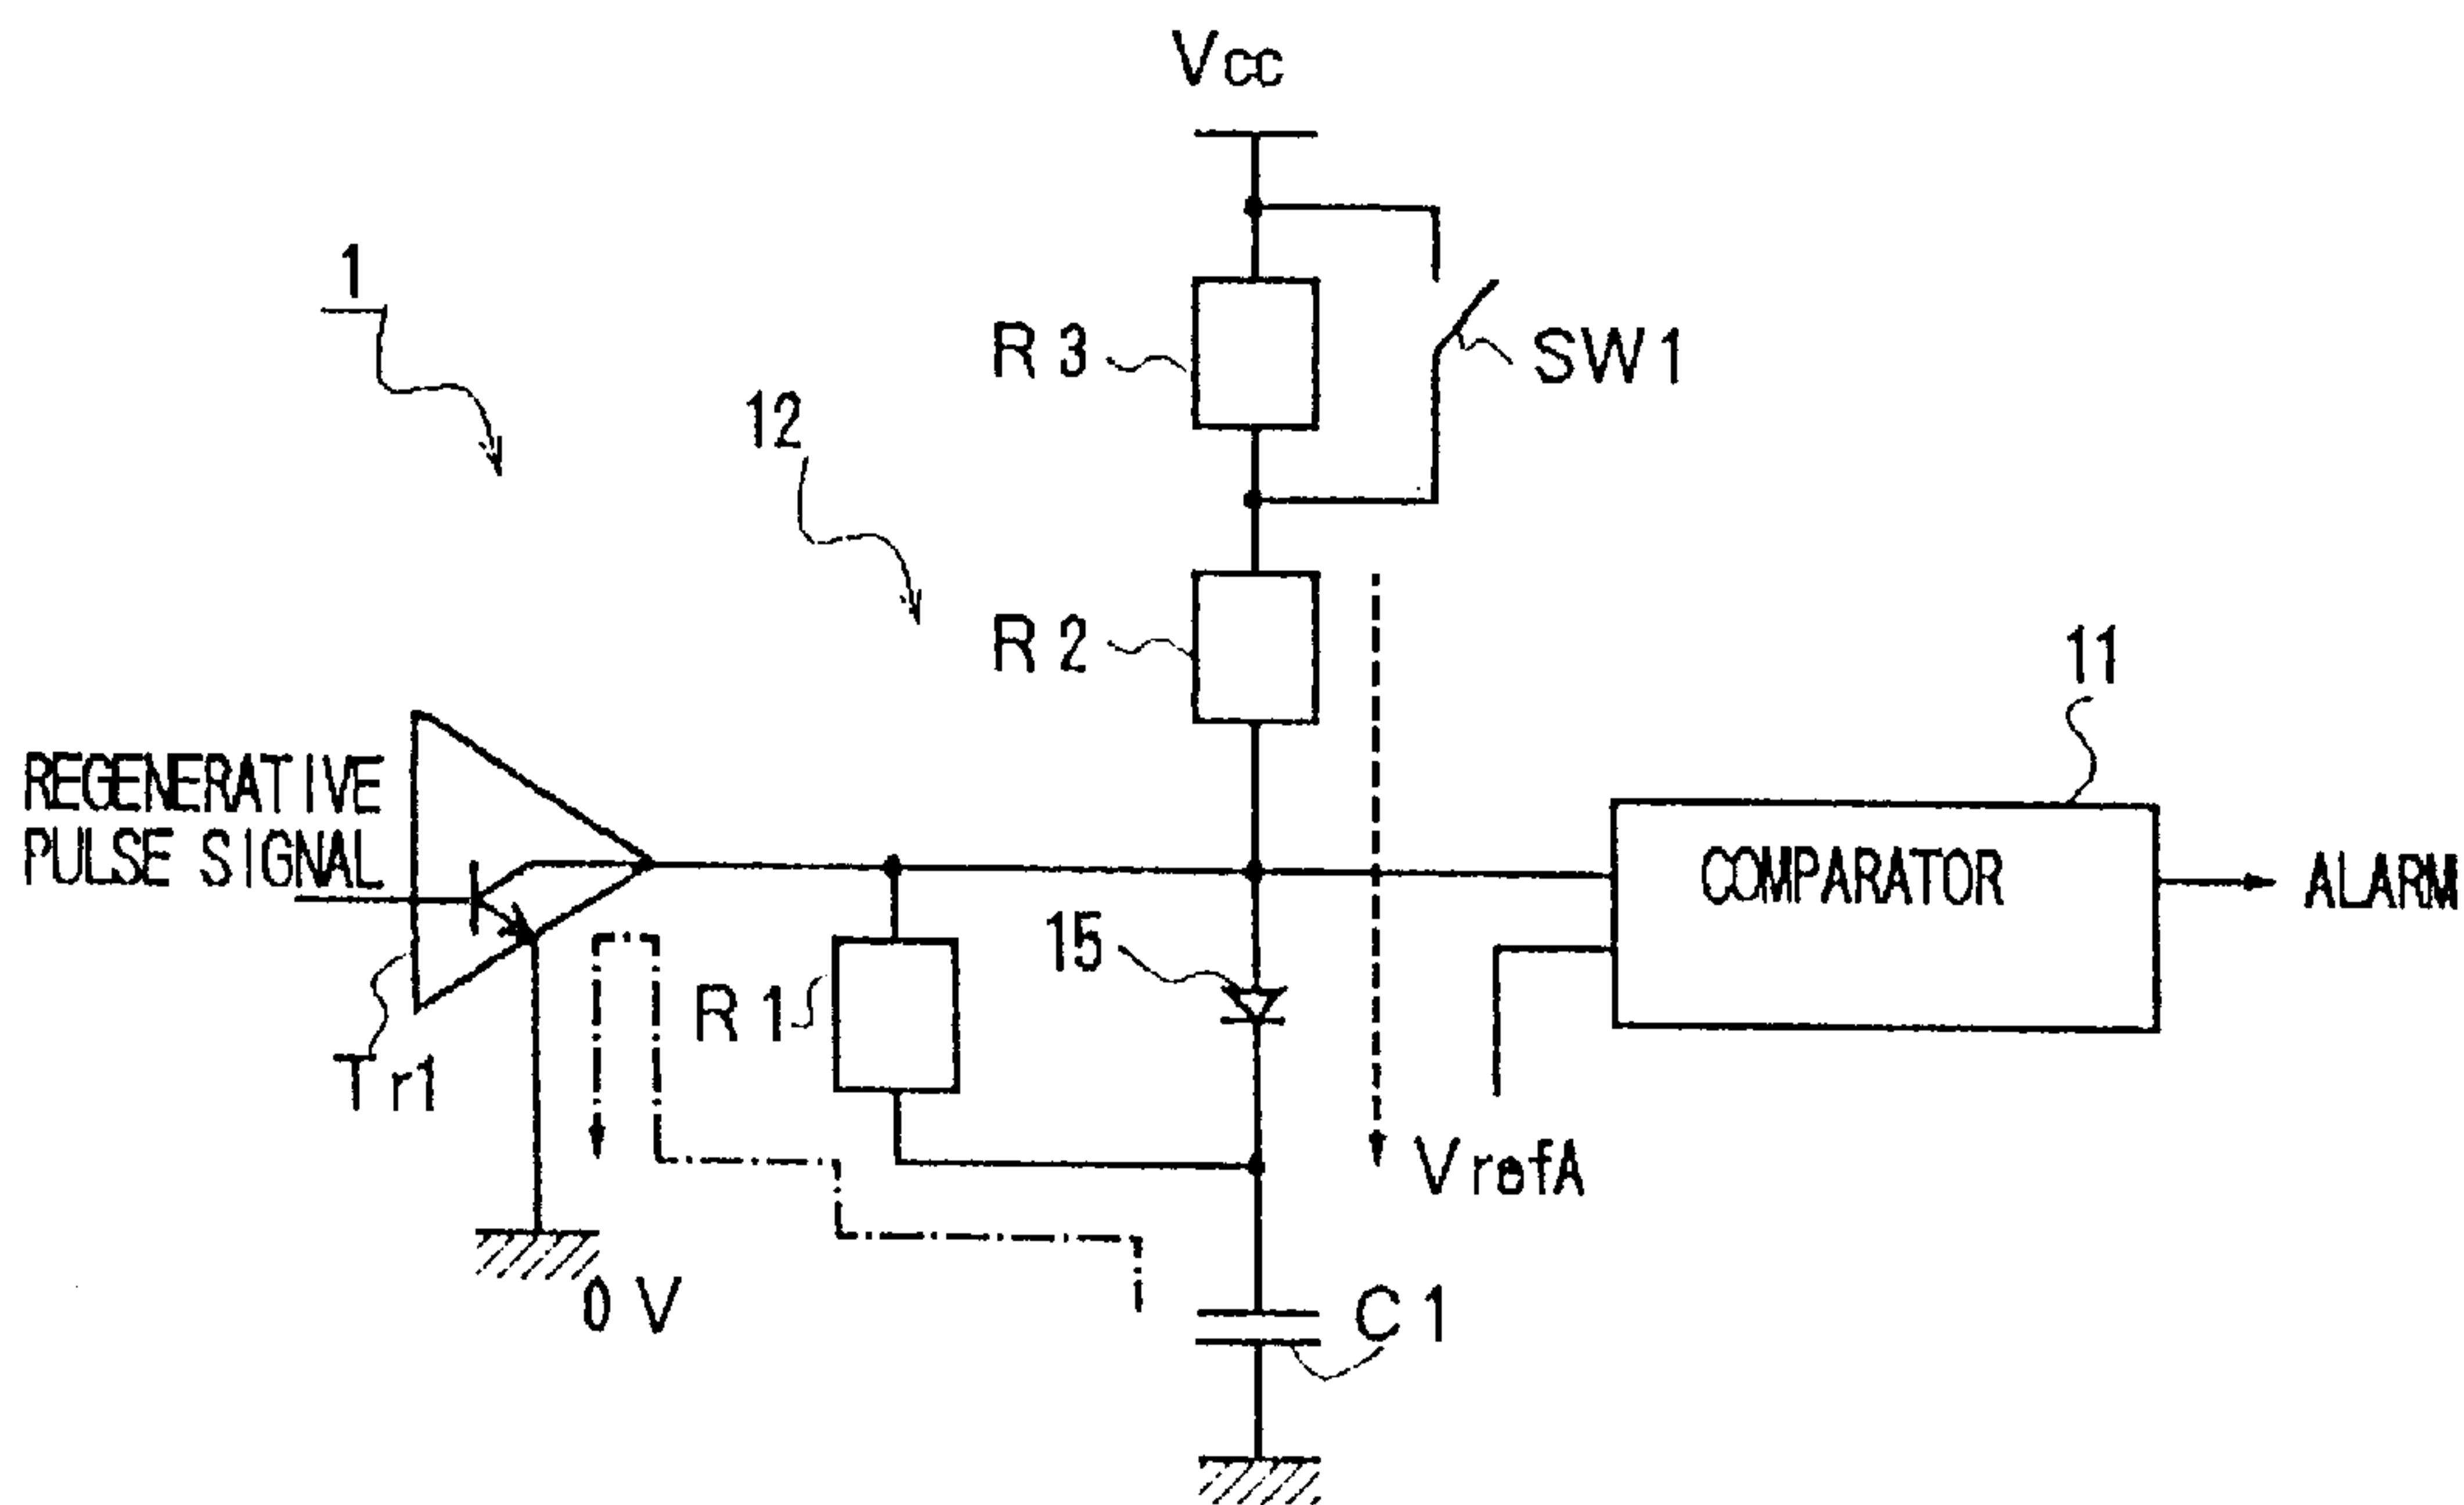 Vcc
1
R3
SW1
12
R2
11
REGENERATIVE
PULSE SIGNAL
COMPARATOR
ALARM
15
R1
Tr1
VrefA
0V
C1